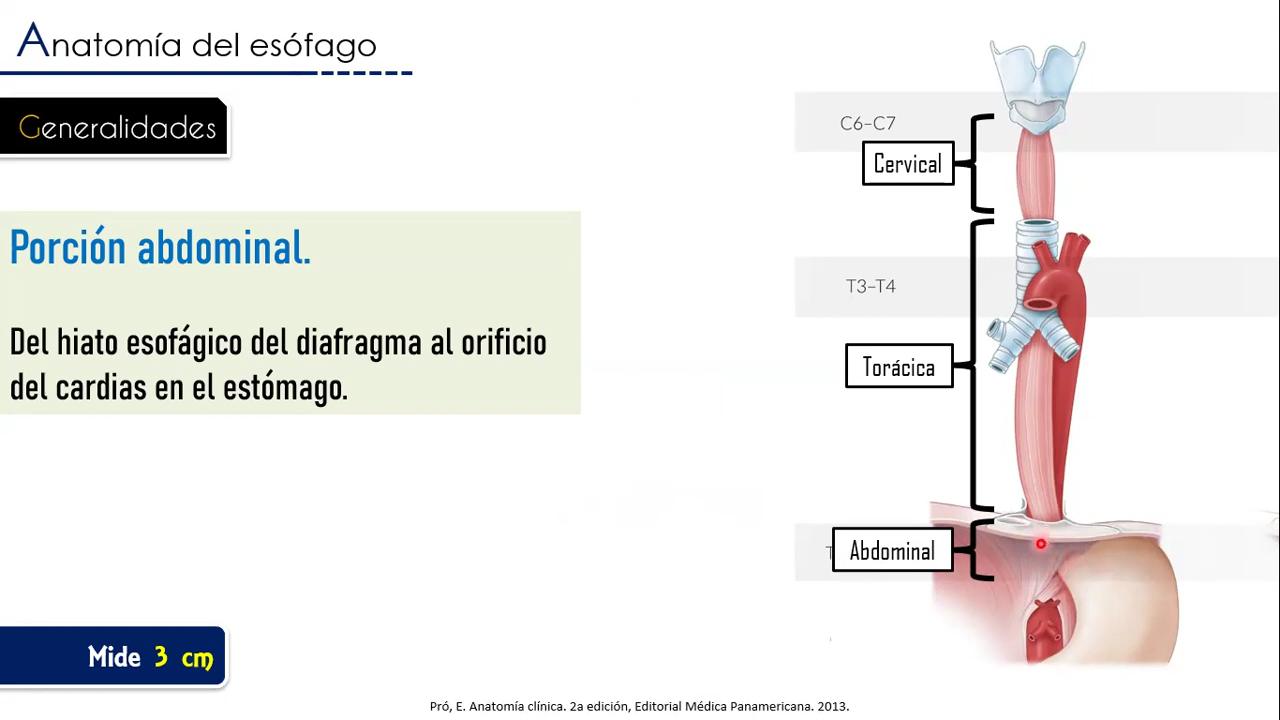 Anatomía del esófago
Generalidades
Porción abdominal.
Del hiato esofágico del diafragma al orificio
del cardias en el estómago.
Mide 3 cm
C6-C7
Cervical
T3-T4
Torácica
Abdominal
Pró, E. Anatomía clínica. 2a edición, Editorial Médica Panamericana. 2013.